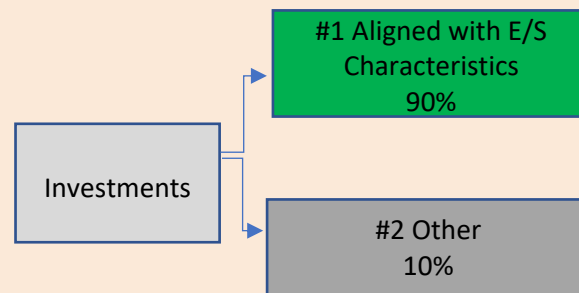 #1 Aligned with E/S
Characteristics
90%
Investments
#2 Other
10%